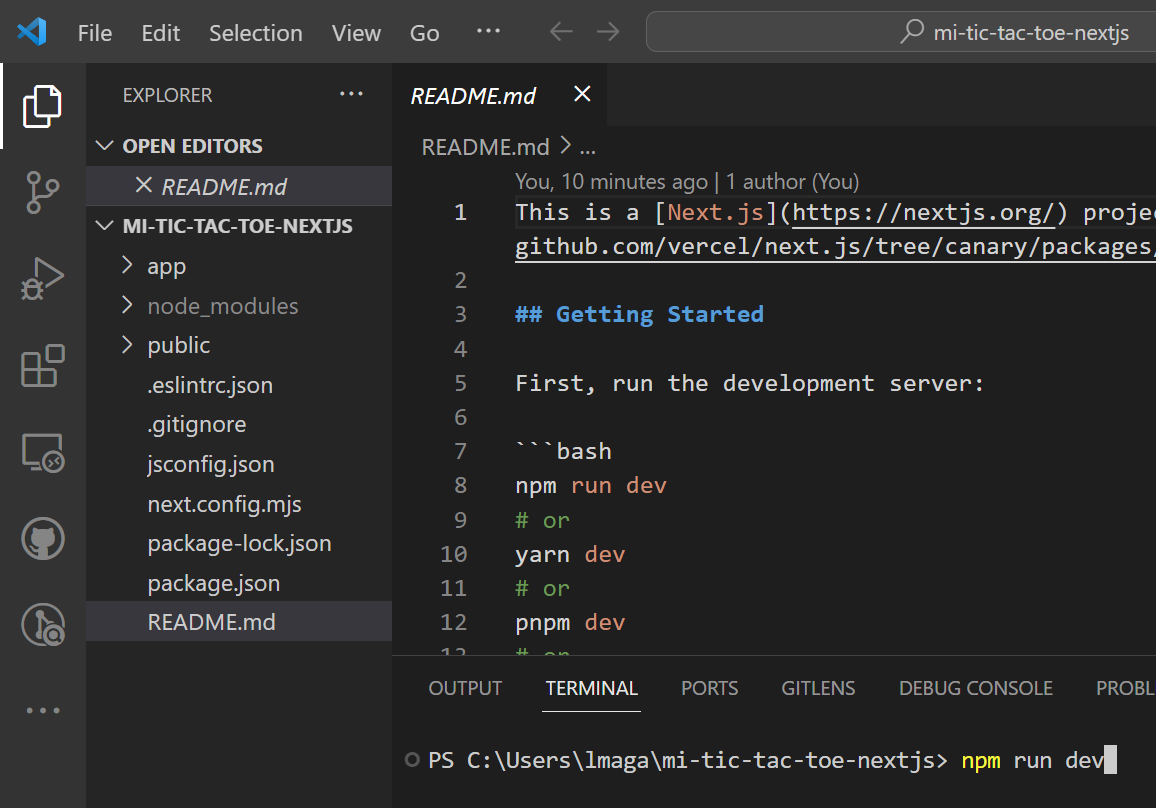 File Edit Selection View Go ··· mi-tic-tac-toe-nextjs
EXPLORER ···
README.md
OPEN EDITORS
README.md
MI-TIC-TAC-TOE-NEXTJS
app
node_modules
public
.eslintrc.json
.gitignore
jsconfig.json
next.config.mjs
package-lock.json
package.json
README.md
README.md > ...
You, 10 minutes ago | 1 author (You)
1 This is a [Next.js](https://nextjs.org/) projec
github.com/vercel/next.js/tree/canary/packages/
2
3 ## Getting Started
4
5 First, run the development server:
6
7 ```bash
8 npm run dev
9 # or
10 yarn dev
11 # or
12 pnpm dev
13 # or
OUTPUT TERMINAL PORTS GITLENS DEBUG CONSOLE PROBL
PS C:\Users\lmaga\mi-tic-tac-toe-nextjs> npm run dev